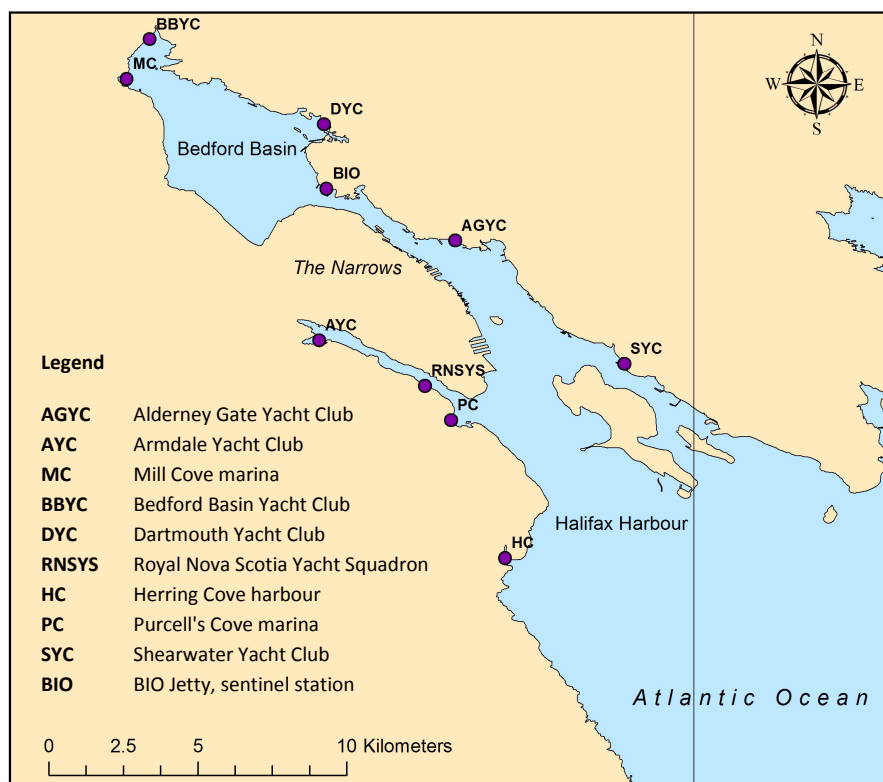 BBYC
N
MC
W E
S
DYC
Bedford Basin
BIO
AGYC
The Narrows
AYC
SYC
Legend
RNSYS
PC
AGYC Alderney Gate Yacht Club
AYC Armdale Yacht Club
MC Mill Cove marina
BBYC Bedford Basin Yacht Club
Halifax Harbour
DYC Dartmouth Yacht Club
HC
RNSYS Royal Nova Scotia Yacht Squadron
HC Herring Cove harbour
PC Purcell's Cove marina
SYC Shearwater Yacht Club
BIO BIO Jetty, sentinel station
Atlantic Ocean
0 2.5 5 10 Kilometers